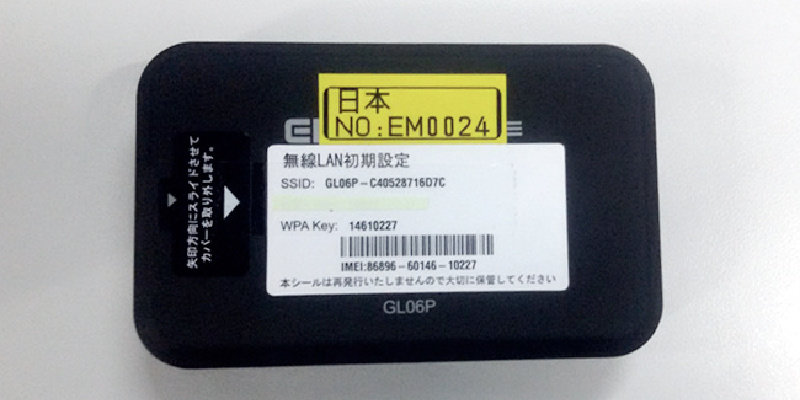 日本
NO:EM0024
無線LAN初期設定
SSID: GL06P-C40528716D7C
WPA Key: 14610227
IMEI:86896-60146-10227
本シールは再発行いたしませんので大切に保管してください
GL06P
矢印方向にスライドさせて
カバーを取り外します。